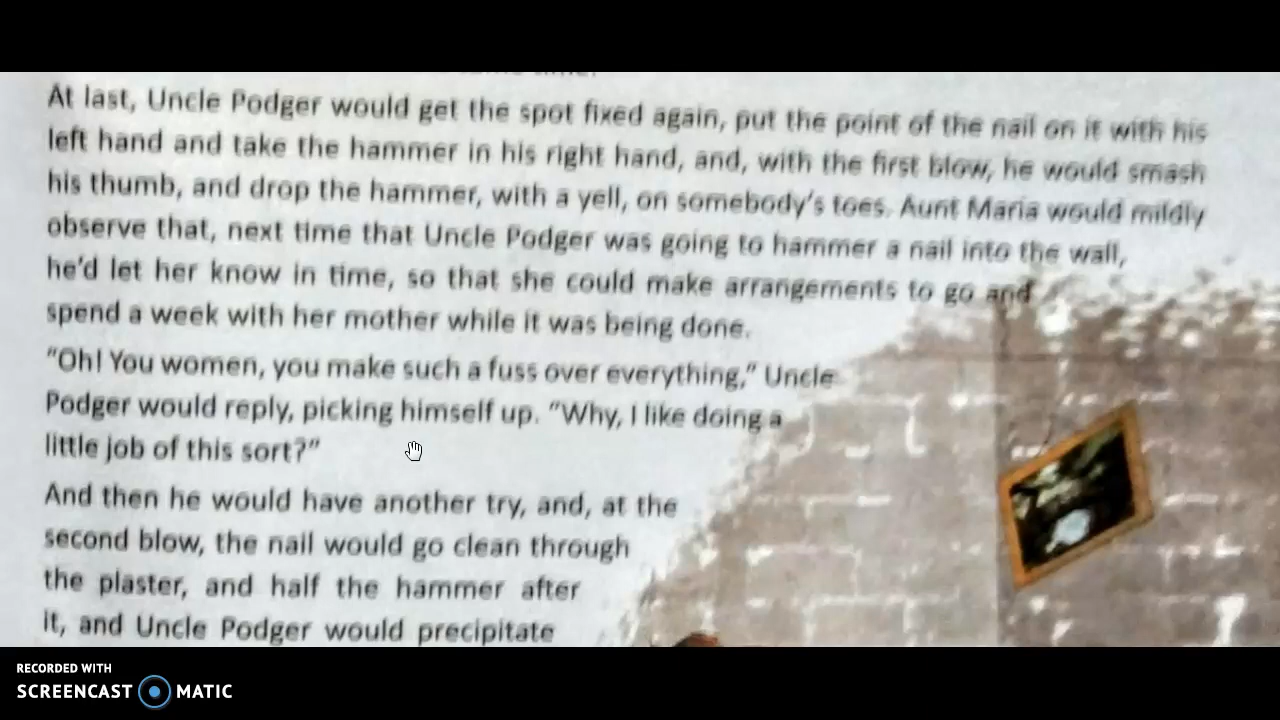 At last, Uncle Podger would get the spot fixed again, put the point of the nail on it with his
left hand and take the hammer in his right hand, and, with the first blow, he would smash
his thumb, and drop the hammer, with a yell, on somebody's toes. Aunt Maria would mildly
observe that, next time that Uncle Podger was going to hammer a nail into the wall,
he'd let her know in time, so that she could make arrangements to go and
spend a week with her mother while it was being done.
"Oh! You women, you make such a fuss over everything," Uncle
Podger would reply, picking himself up. "Why, I like doing a
little job of this sort?"
And then he would have another try, and, at the
second blow, the nail would go clean through
the plaster, and half the hammer after
it, and Uncle Podger would precipitate
RECORDED WITH
SCREENCAST MATIC